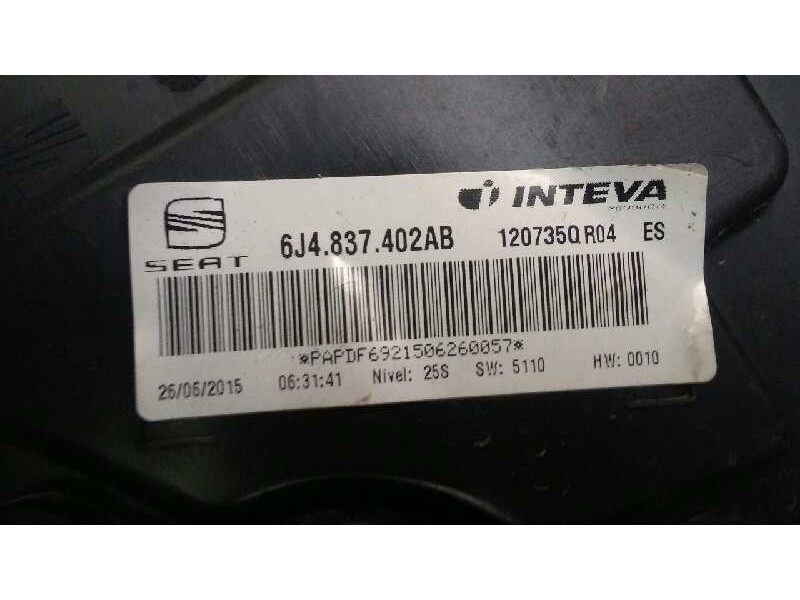 SEAT
INTEVA
6J4.837.402AB 120735Q R04 ES
*PAPDF6921506260057*
26/06/2015 06:31:41 Nivel: 25S SW: 5110 HW: 0010